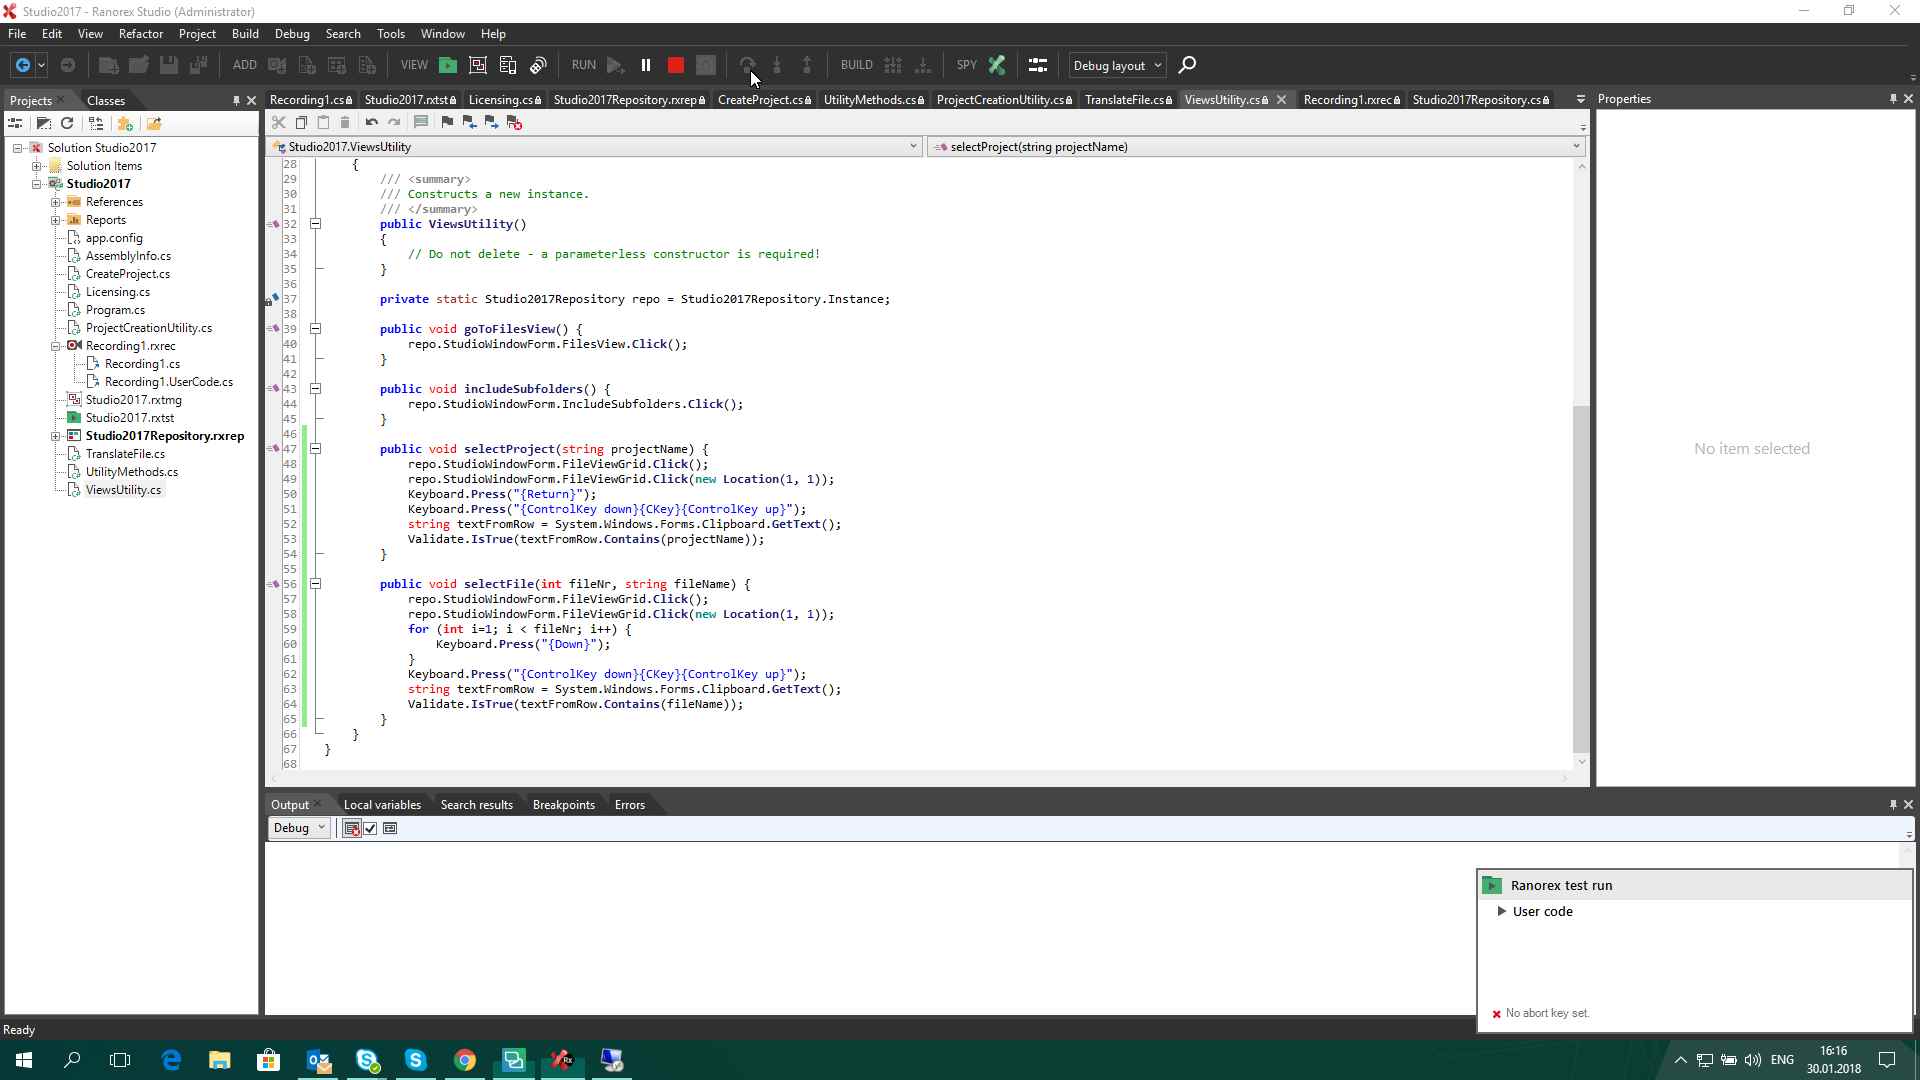 Studio2017 - Ranorex Studio (Administrator)
File Edit View Refactor Project Build Debug Search Tools Window Help
ADD VIEW RUN BUILD SPY Debug layout
Projects Classes
Recording1.cs Studio2017.rxtst Licensing.cs Studio2017Repository.rxrep CreateProject.cs UtilityMethods.cs ProjectCreationUtility.cs TranslateFile.cs ViewsUtility.cs Recording1.rxrec Studio2017Repository.cs
Properties
Studio2017.ViewsUtility
selectProject(string projectName)
Solution Studio2017
Solution Items
Studio2017
References
Reports
app.config
AssemblyInfo.cs
CreateProject.cs
Licensing.cs
Program.cs
ProjectCreationUtility.cs
Recording1.rxrec
Recording1.cs
Recording1.UserCode.cs
Studio2017.rxtmg
Studio2017.rxtst
Studio2017Repository.rxrep
TranslateFile.cs
UtilityMethods.cs
ViewsUtility.cs
28 {
29 /// <summary>
30 /// Constructs a new instance.
31 /// </summary>
32 public ViewsUtility()
33 {
34 // Do not delete - a parameterless constructor is required!
35 }
36
37 private static Studio2017Repository repo = Studio2017Repository.Instance;
38
39 public void goToFilesView() {
40 repo.StudioWindowForm.FilesView.Click();
41 }
42
43 public void includeSubfolders() {
44 repo.StudioWindowForm.IncludeSubfolders.Click();
45 }
46
47 public void selectProject(string projectName) {
48 repo.StudioWindowForm.FileViewGrid.Click();
49 repo.StudioWindowForm.FileViewGrid.Click(new Location(1, 1));
50 Keyboard.Press("{Return}");
51 Keyboard.Press("{ControlKey down}{CKey}{ControlKey up}");
52 string textFromRow = System.Windows.Forms.Clipboard.GetText();
53 Validate.IsTrue(textFromRow.Contains(projectName));
54 }
55
56 public void selectFile(int fileNr, string fileName) {
57 repo.StudioWindowForm.FileViewGrid.Click();
58 repo.StudioWindowForm.FileViewGrid.Click(new Location(1, 1));
59 for (int i=1; i < fileNr; i++) {
60 Keyboard.Press("{Down}");
61 }
62 Keyboard.Press("{ControlKey down}{CKey}{ControlKey up}");
63 string textFromRow = System.Windows.Forms.Clipboard.GetText();
64 Validate.IsTrue(textFromRow.Contains(fileName));
65 }
66 }
67 }
68
No item selected
Output Local variables Search results Breakpoints Errors
Debug
Ranorex test run
User code
No abort key set.
Ready
ENG
16:16
30.01.2018